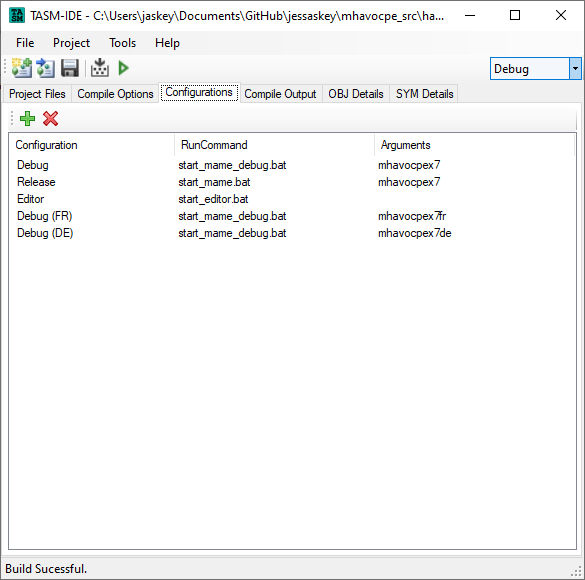 TASM
TASM-IDE - C:\Users\jaskey\Documents\GitHub\jessaskey\mhavocpe_src\ha
File Project Tools Help
Debug
Project Files Compile Options Configurations Compile Output OBJ Details SYM Details
Configuration RunCommand Arguments
Debug start_mame_debug.bat mhavocpex7
Release start_mame.bat mhavocpex7
Editor start_editor.bat
Debug (FR) start_mame_debug.bat mhavocpex7fr
Debug (DE) start_mame_debug.bat mhavocpex7de
Build Sucessful.